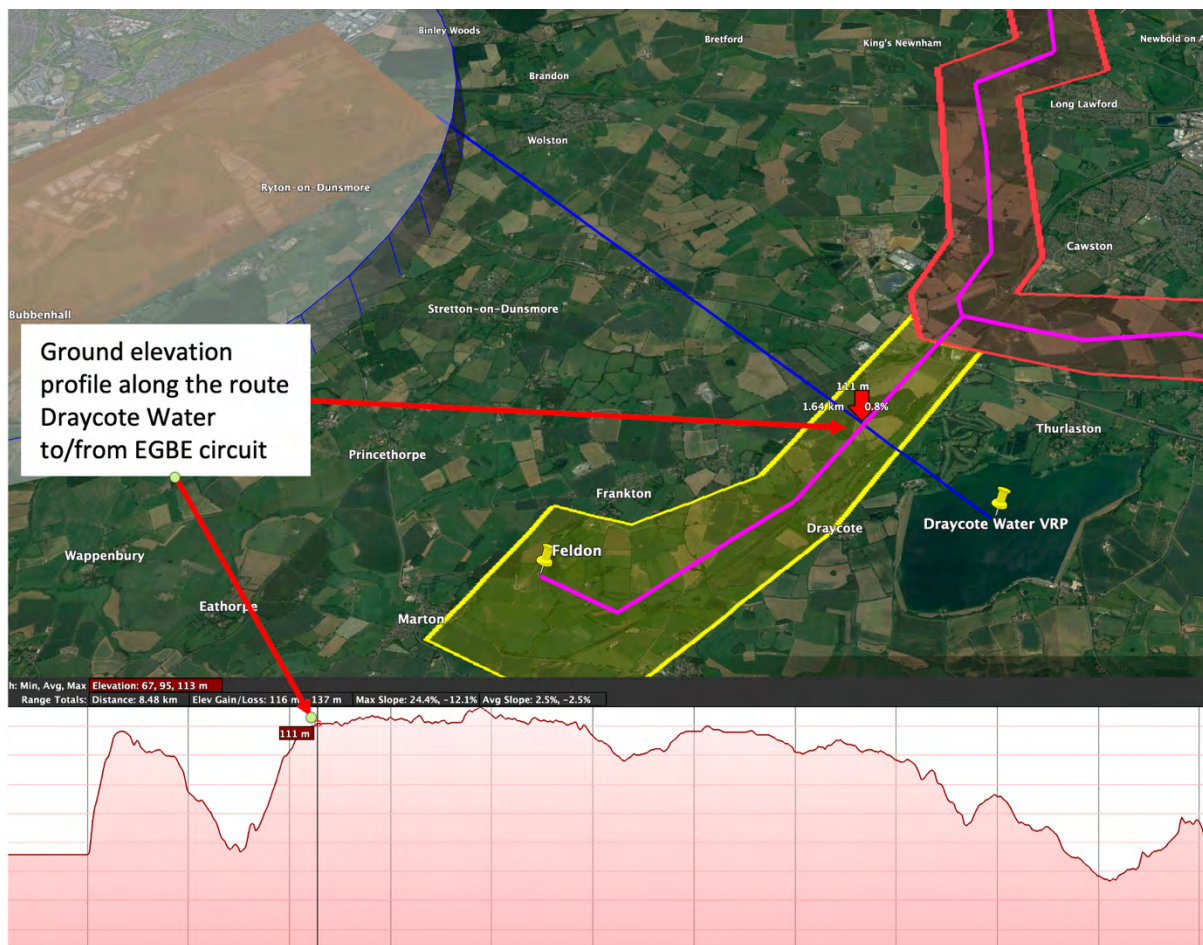 Binley Woods
Bretford
King's Newnham
Newbold on A
Brandon
Long Lawford
Wolston
Ryton-on-Dunsmore
Cawston
Bubbenhall
Stretton-on-Dunsmore
Ground elevation
profile along the route
Draycote Water
to/from EGBE circuit
111 m
1.64 km 0.8%
Thurlaston
Princethorpe
Frankton
Draycote
Draycote Water VRP
Wappenbury
Feldon
Eathorpe
Marton
h: Min, Avg, Max Elevation: 67, 95, 113 m
Range Totals: Distance: 8.48 km Elev Gain/Loss: 116 m -137 m Max Slope: 24.4%, -12.1% Avg Slope: 2.5%, -2.5%
111 m